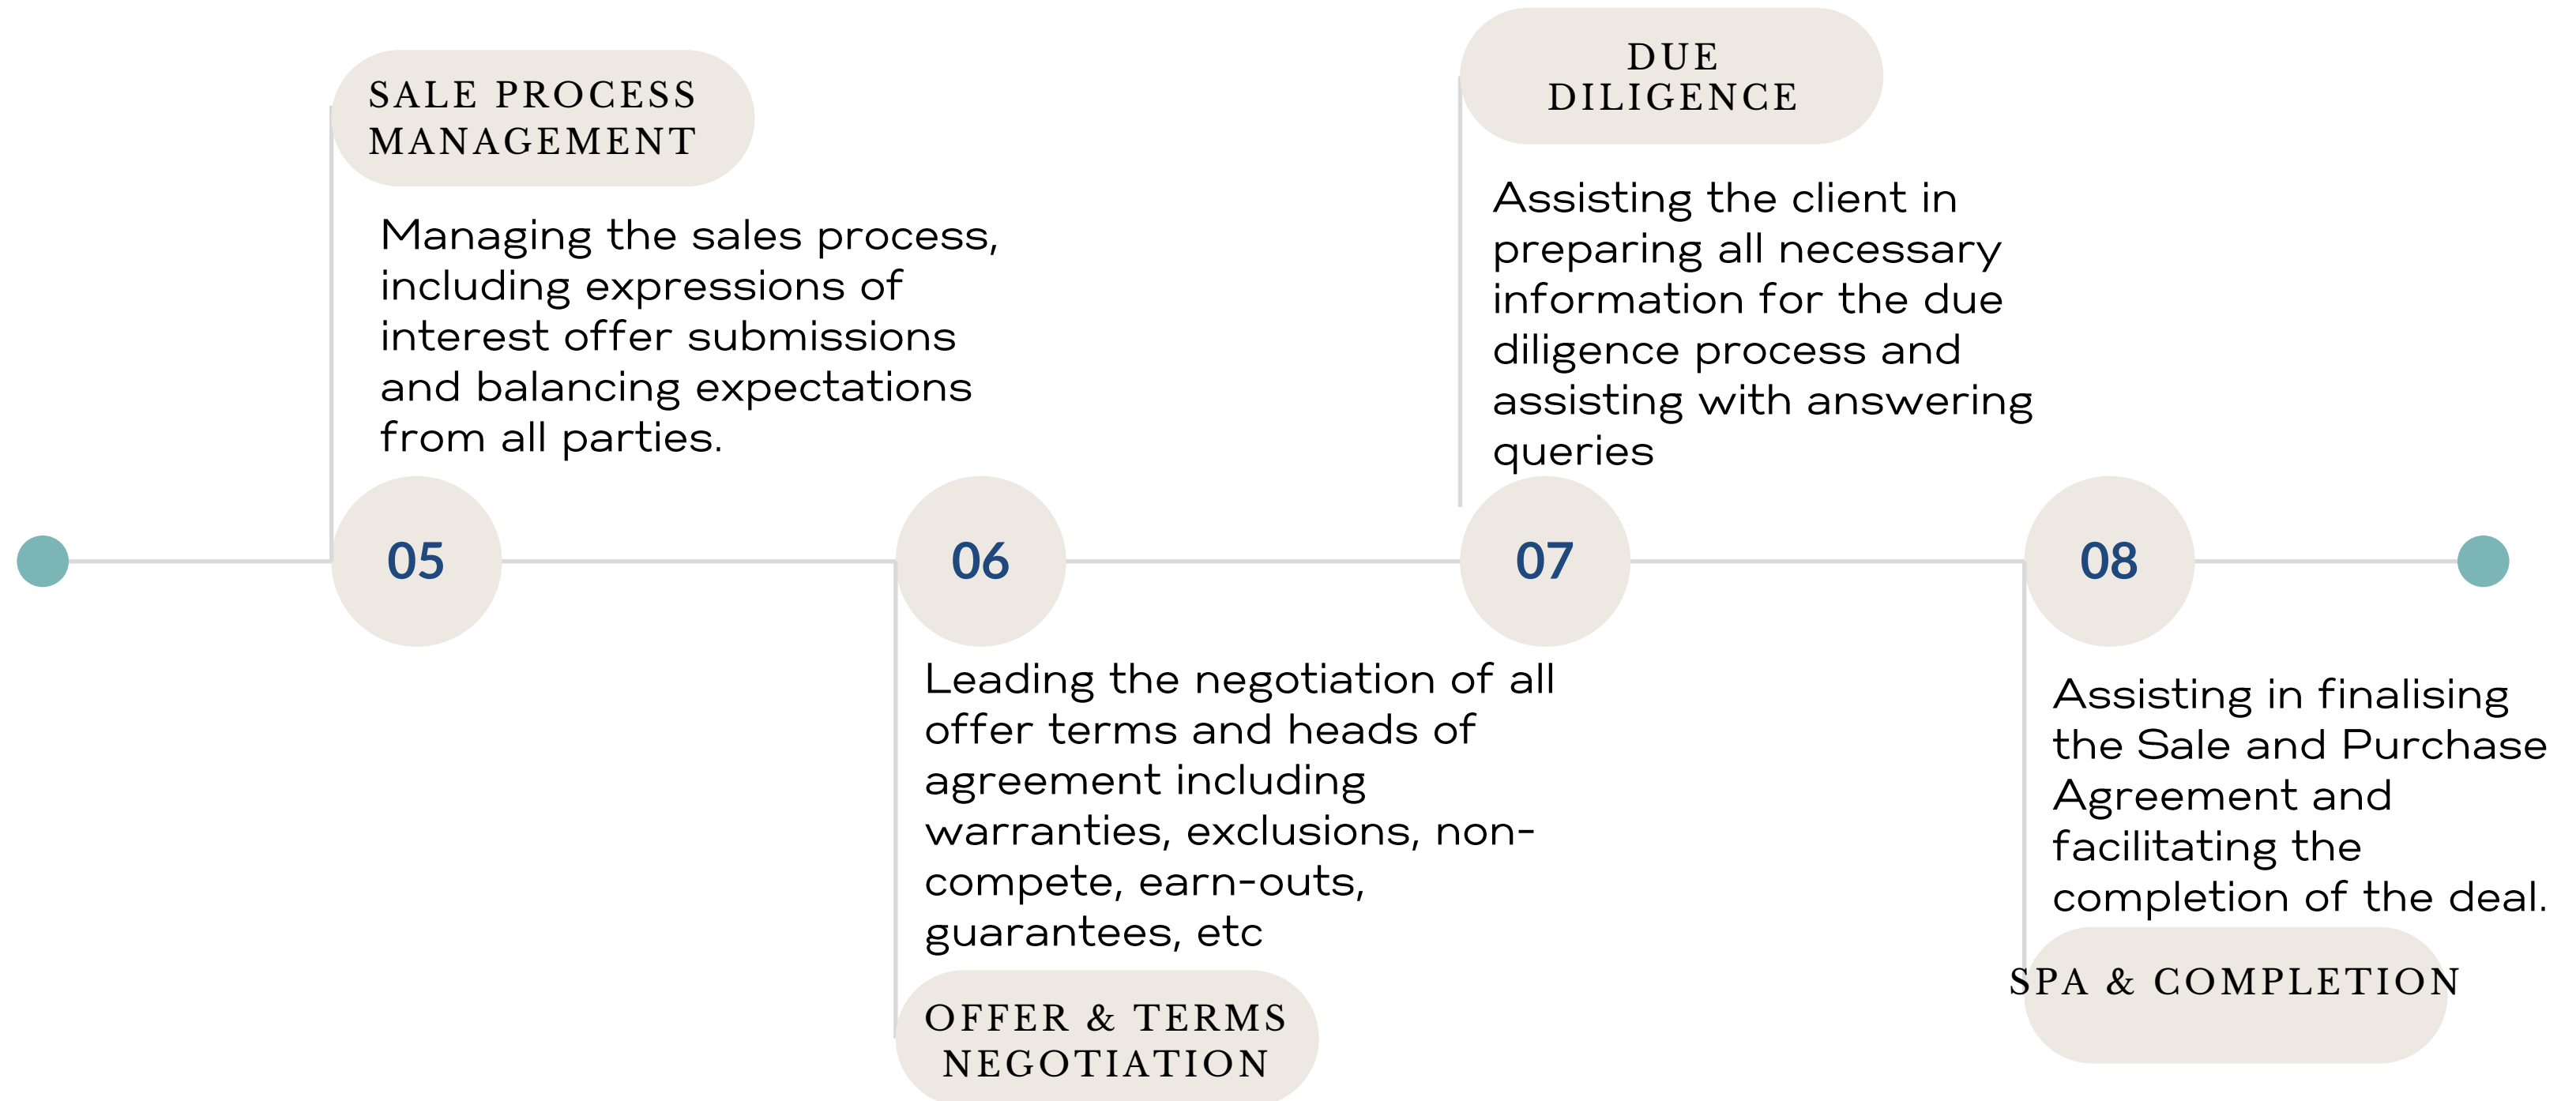 SALE PROCESS
MANAGEMENT
Managing the sales process,
including expressions of
interest offer submissions
and balancing expectations
from all parties.
05
06
Leading the negotiation of all
offer terms and heads of
agreement including
warranties, exclusions, non-
compete, earn-outs,
guarantees, etc
OFFER & TERMS
NEGOTIATION
DUE
DILIGENCE
Assisting the client in
preparing all necessary
information for the due
diligence process and
assisting with answering
queries
07
08
Assisting in finalising
the Sale and Purchase
Agreement and
facilitating the
completion of the deal.
SPA & COMPLETION